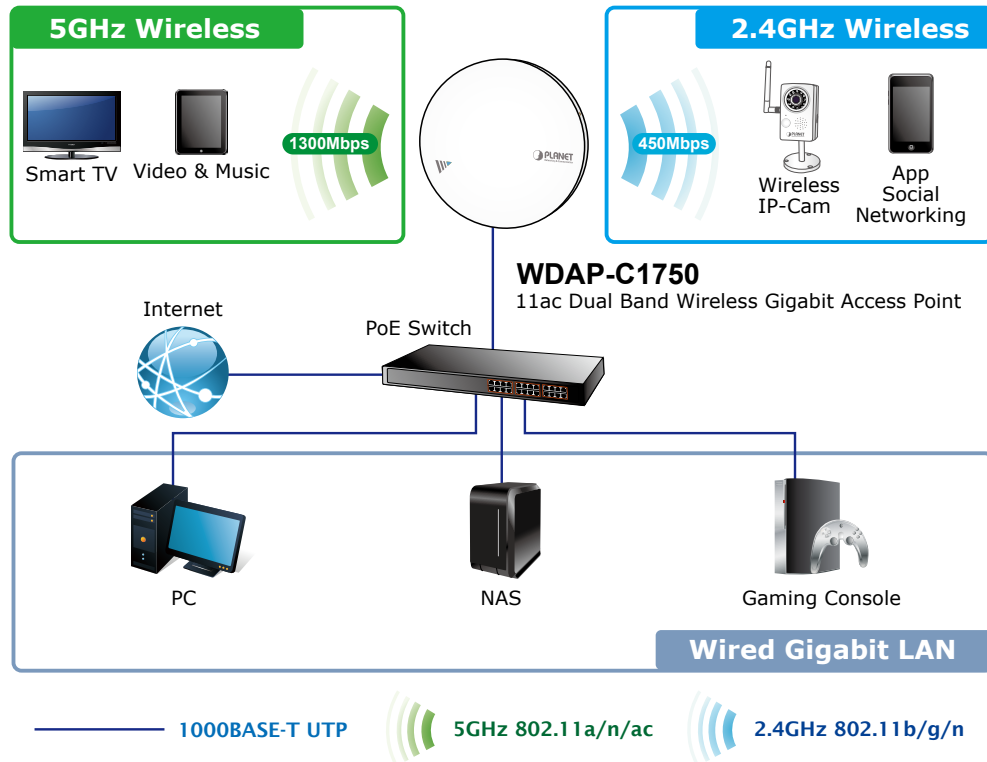 5GHz Wireless
2.4GHz Wireless
1300Mbps
450Mbps
PLANET
PLANET
Smart TV
Video & Music
Wireless
IP-Cam
App
Social
Networking
WDAP-C1750
11ac Dual Band Wireless Gigabit Access Point
Internet
PoE Switch
PC
NAS
Gaming Console
Wired Gigabit LAN
1000BASE-T UTP
5GHz 802.11a/n/ac
2.4GHz 802.11b/g/n